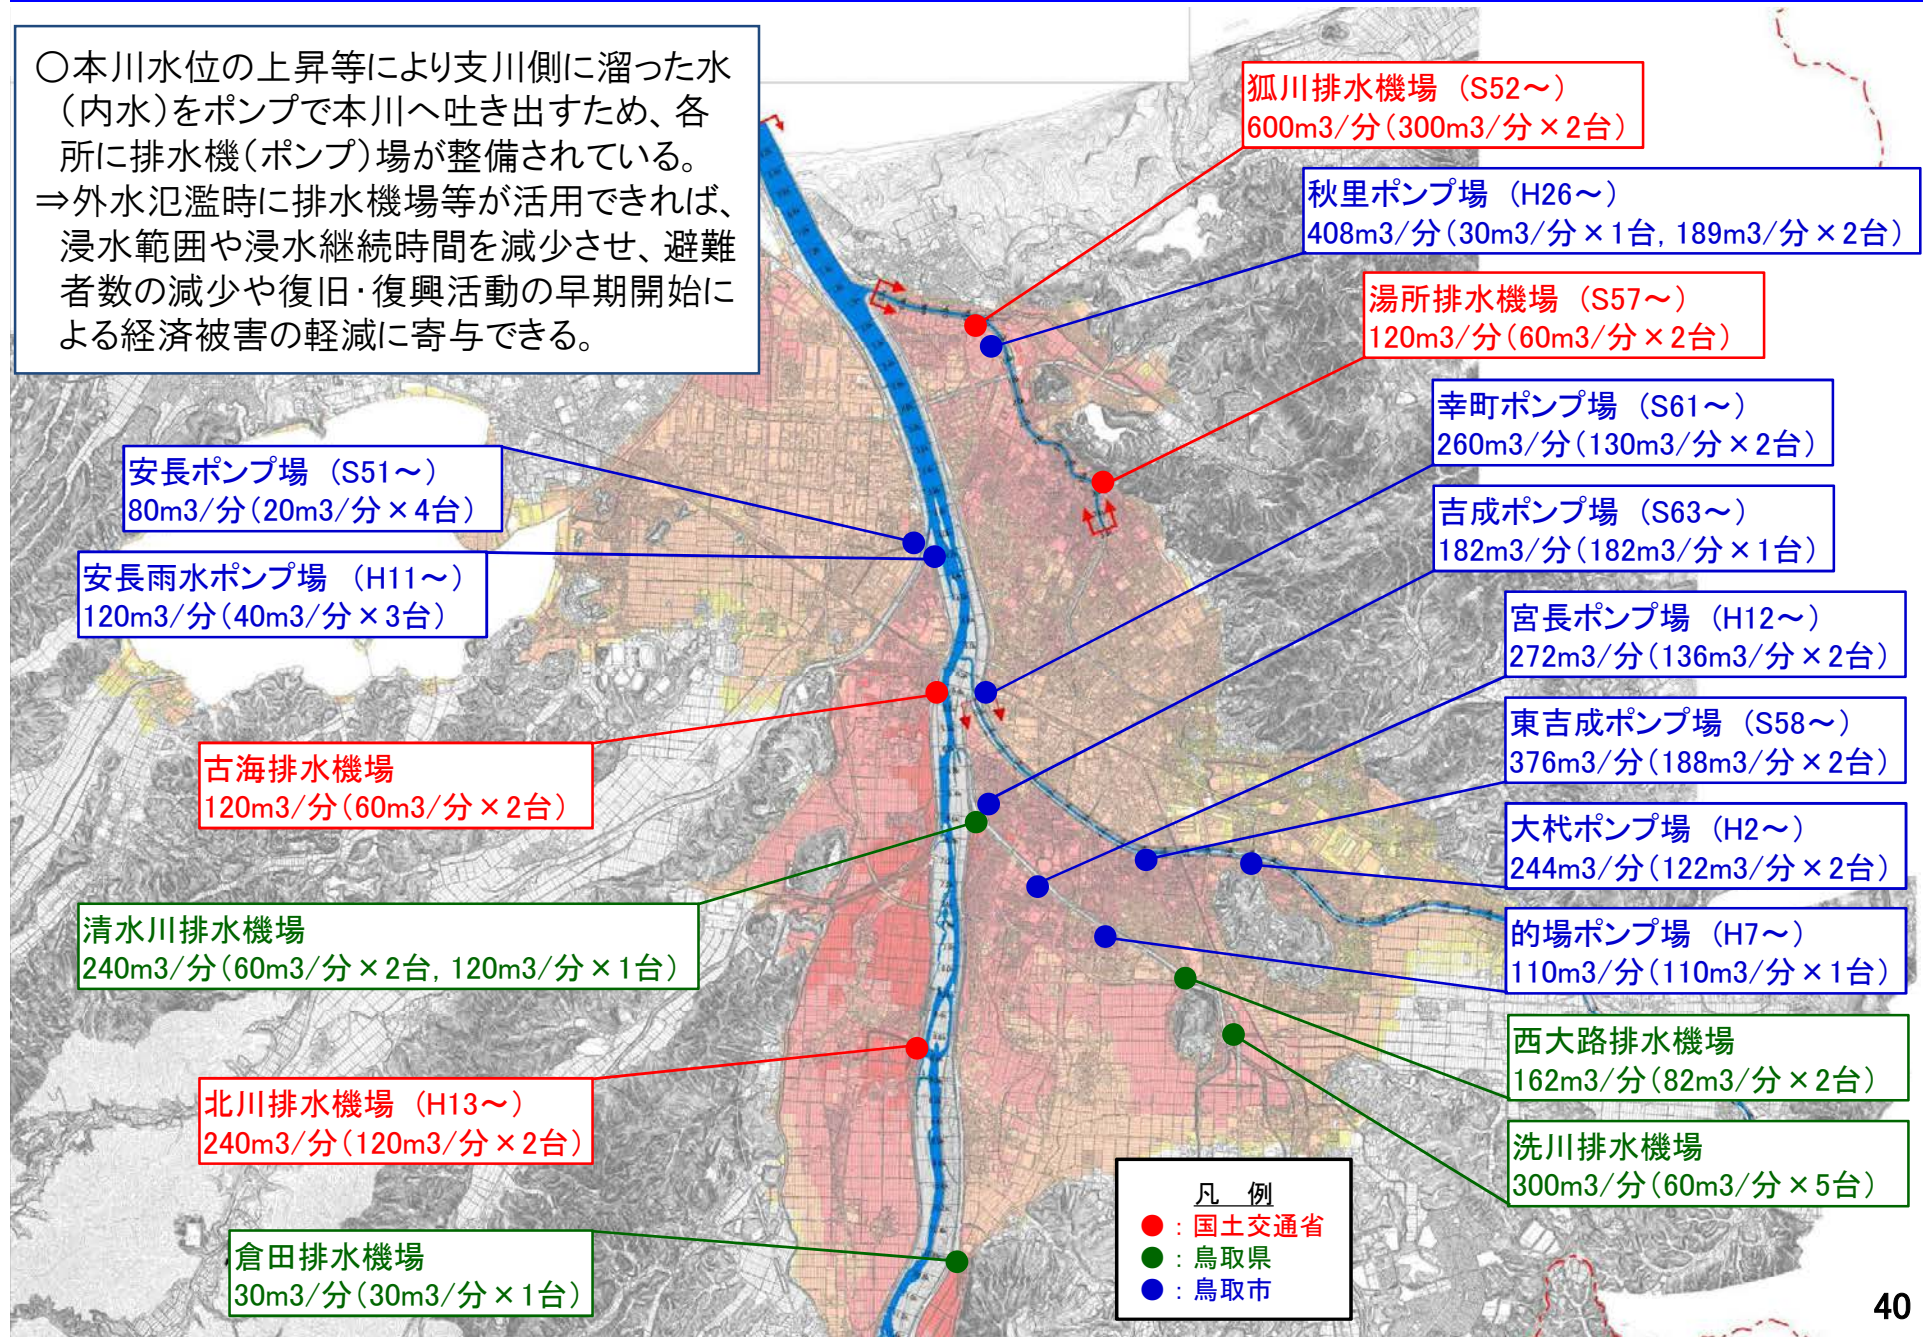 ○本川水位の上昇等により支川側に溜った水
(内水)をポンプで本川へ吐き出すため、各
所に排水機(ポンプ)場が整備されている。
⇒外水氾濫時に排水機場等が活用できれば、
浸水範囲や浸水継続時間を減少させ、避難
者数の減少や復旧・復興活動の早期開始に
よる経済被害の軽減に寄与できる。
狐川排水機場 (S52～)
600m3/分(300m3/分×2台)
秋里ポンプ場 (H26～)
408m3/分(30m3/分×1台, 189m3/分×2台)
湯所排水機場 (S57～)
120m3/分(60m3/分×2台)
幸町ポンプ場 (S61～)
260m3/分(130m3/分×2台)
安長ポンプ場 (S51～)
80m3/分(20m3/分×4台)
吉成ポンプ場 (S63～)
182m3/分(182m3/分×1台)
安長雨水ポンプ場 (H11～)
120m3/分(40m3/分×3台)
宮長ポンプ場 (H12～)
272m3/分(136m3/分×2台)
東吉成ポンプ場 (S58～)
376m3/分(188m3/分×2台)
古海排水機場
120m3/分(60m3/分×2台)
大杙ポンプ場 (H2～)
244m3/分(122m3/分×2台)
清水川排水機場
240m3/分(60m3/分×2台, 120m3/分×1台)
的場ポンプ場 (H7～)
110m3/分(110m3/分×1台)
西大路排水機場
162m3/分(82m3/分×2台)
北川排水機場 (H13～)
240m3/分(120m3/分×2台)
洗川排水機場
300m3/分(60m3/分×5台)
倉田排水機場
30m3/分(30m3/分×1台)
凡 例
●：国土交通省
●：鳥取県
●：鳥取市
40